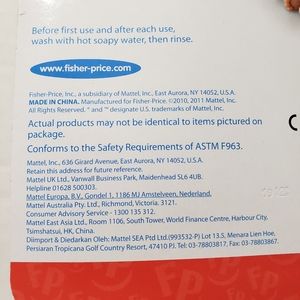 Before first use and after each use,
wash with hot soapy water, then rinse.
www.fisher-price.com
Fisher-Price, Inc., a subsidiary of Mattel, Inc., East Aurora, NY 14052, U.S.A.
MADE IN CHINA. Manufactured for Fisher-Price. ©2010, 2011 Mattel, Inc.
All Rights Reserved. ® and ™ designate U.S. trademarks of Mattel, Inc.
Actual products may not be identical to items pictured on
package.
Conforms to the Safety Requirements of ASTM F963.
Mattel, Inc., 636 Girard Avenue, East Aurora, NY 14052, U.S.A.
Retain this address for future reference.
Mattel UK Ltd., Vanwall Business Park, Maidenhead SL6 4UB.
Helpline 01628 500303.
Mattel Europa, B.V., Gondel 1, 1186 MJ Amstelveen, Nederland.
Mattel Australia Pty. Ltd., Richmond, Victoria. 3121.
Consumer Advisory Service - 1300 135 312.
Mattel East Asia Ltd., Room 1106, South Tower, World Finance Centre, Harbour City,
Tsimshatsui, HK, China.
Diimport & Diedarkan Oleh: Mattel SEA Ptd Ltd.(993532-P) Lot 13.5, Menara Lien Hoe,
Persiaran Tropicana Golf Country Resort, 47410 PJ. Tel: 03-78803817, Fax: 03-78803867.